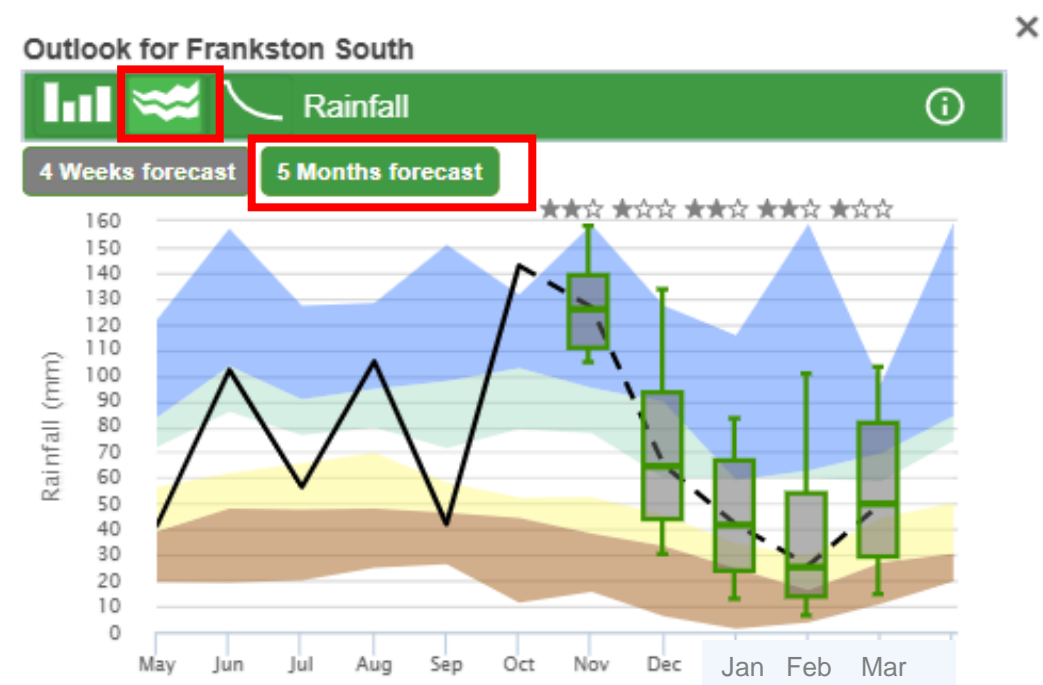 Outlook for Frankston South
×
Rainfall
4 Weeks forecast
5 Months forecast
★★☆ ★☆☆ ★★☆ ★★☆ ★☆☆
160
150
140
130
120
110
100
90
80
70
60
50
40
30
20
10
0
Rainfall (mm)
May Jun Jul Aug Sep Oct Nov Dec Jan Feb Mar